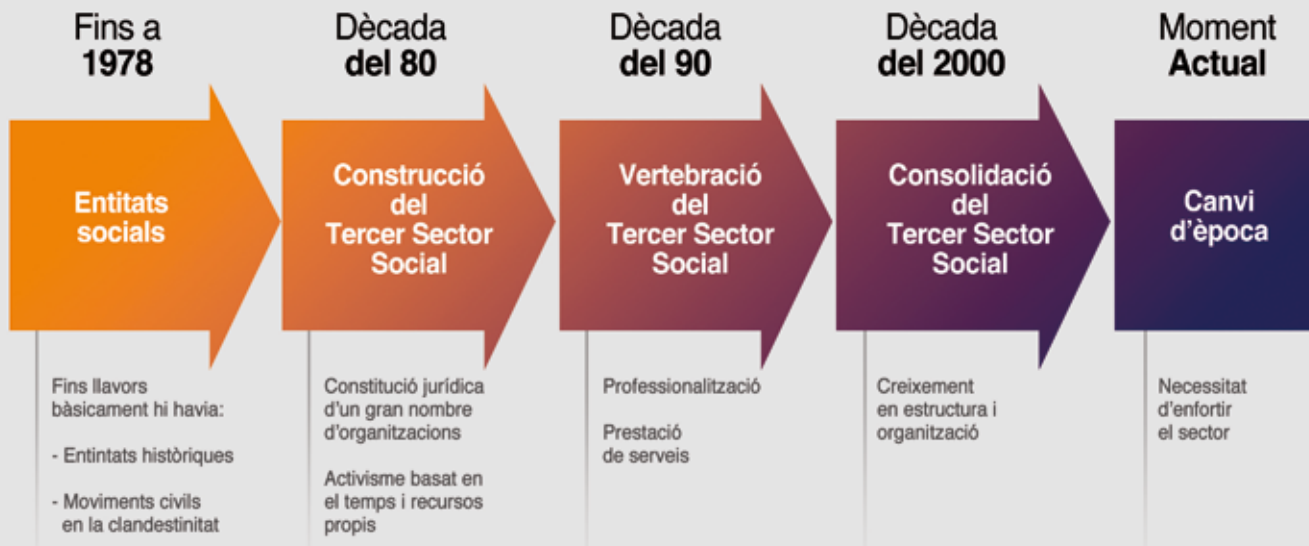 Fins a
1978
Dècada
del 80
Dècada
del 90
Dècada
del 2000
Moment
Actual
Entitats
socials
Construcció
del
Tercer Sector
Social
Vertebració
del
Tercer Sector
Social
Consolidació
del
Tercer Sector
Social
Canvi
d'època
Fins llavors
bàsicament hi havia:
- Entintats històriques
- Moviments civils
en la clandestinitat
Constitució jurídica
d'un gran nombre
d'organitzacions
Activisme basat en
el temps i recursos
propis
Professionalització
Prestació
de serveis
Creixement
en estructura i
organització
Necessitat
d'enfortir
el sector